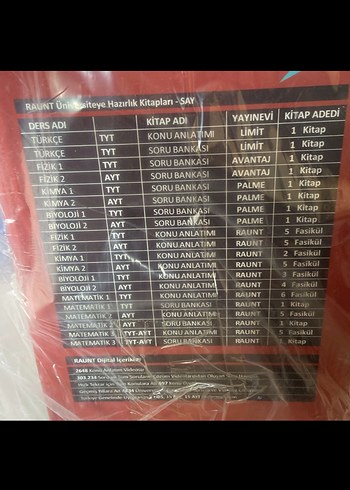 RAUNT Üniversiteye Hazırlık Kitapları - SAY
DERS ADI KİTAP ADI YAYINEVİ KİTAP ADEDİ
TÜRKÇE TYT KONU ANLATIMI LİMİT 1 Kitap
TÜRKÇE TYT SORU BANKASI LİMİT 1 Kitap
FİZİK 1 TYT SORU BANKASI AVANTAJ 1 Kitap
FİZİK 2 AYT SORU BANKASI AVANTAJ 1 Kitap
KİMYA 1 TYT SORU BANKASI PALME 1 Kitap
KİMYA 2 AYT SORU BANKASI PALME 1 Kitap
BİYOLOJİ 1 TYT SORU BANKASI PALME 1 Kitap
BİYOLOJİ 2 AYT SORU BANKASI PALME 1 Kitap
FİZİK 1 TYT KONU ANLATIMI RAUNT 5 Fasikül
FİZİK 2 AYT KONU ANLATIMI RAUNT 5 Fasikül
KİMYA 1 TYT KONU ANLATIMI RAUNT 2 Fasikül
KİMYA 2 AYT KONU ANLATIMI RAUNT 5 Fasikül
BİYOLOJİ 1 TYT KONU ANLATIMI RAUNT 3 Fasikül
BİYOLOJİ 2 AYT KONU ANLATIMI RAUNT 4 Fasikül
MATEMATİK 1 TYT KONU ANLATIMI RAUNT 6 Fasikül
MATEMATİK TYT SORU BANKASI RAUNT 1 Kitap
MATEMATİK 2 AYT KONU ANLATIMI RAUNT 5 Fasikül
MATEMATİK 2 AYT SORU BANKASI RAUNT 1 Kitap
MATEMATİK 3 TYT-AYT KONU ANLATIMI RAUNT Fasikül
MATEMATİK 3 TYT-AYT SORU BANKASI RAUNT 1 Kitap
RAUNT Dijital İçerikleri
2648 Konu Anlatım Videosu
303.234